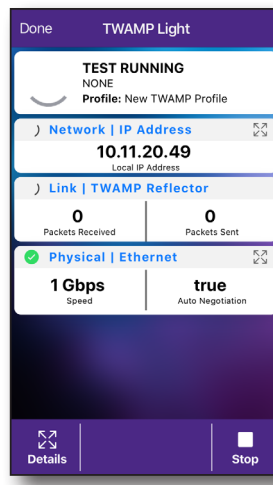 Done TWAMP Light
TEST RUNNING
NONE
Profile: New TWAMP Profile
Network | IP Address
10.11.20.49
Local IP Address
Link | TWAMP Reflector
0 0
Packets Received Packets Sent
Physical | Ethernet
1 Gbps true
Speed Auto Negotiation
Details Stop